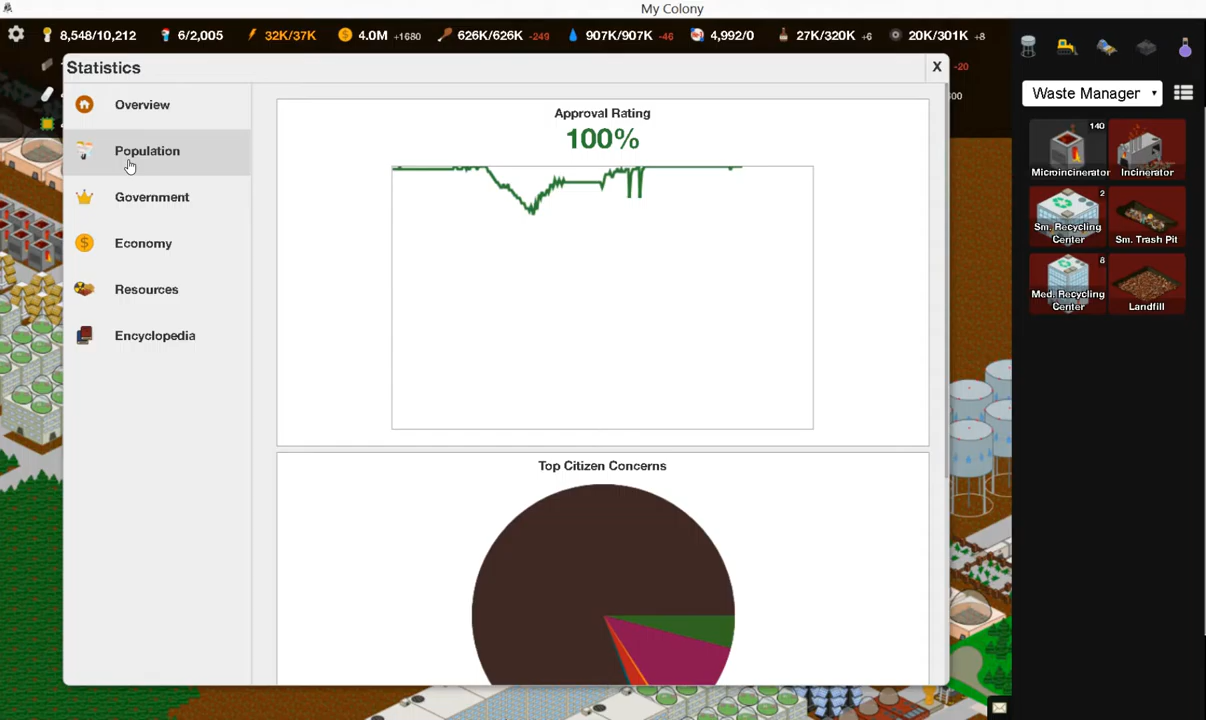 My Colony
8,548/10,212 6/2,005 32K/37K 4.0M +1680 626K/626K -249 907K/907K -46 4,992/0 27K/320K +6 20K/301K +8
-20
Statistics X
Waste Manager
Overview
Population
Government
Economy
Resources
Encyclopedia
Approval Rating
100%
Top Citizen Concerns
140
Microincinerator
Incinerator
2
Sm. Recycling
Center
Sm. Trash Pit
8
Med. Recycling
Center
Landfill